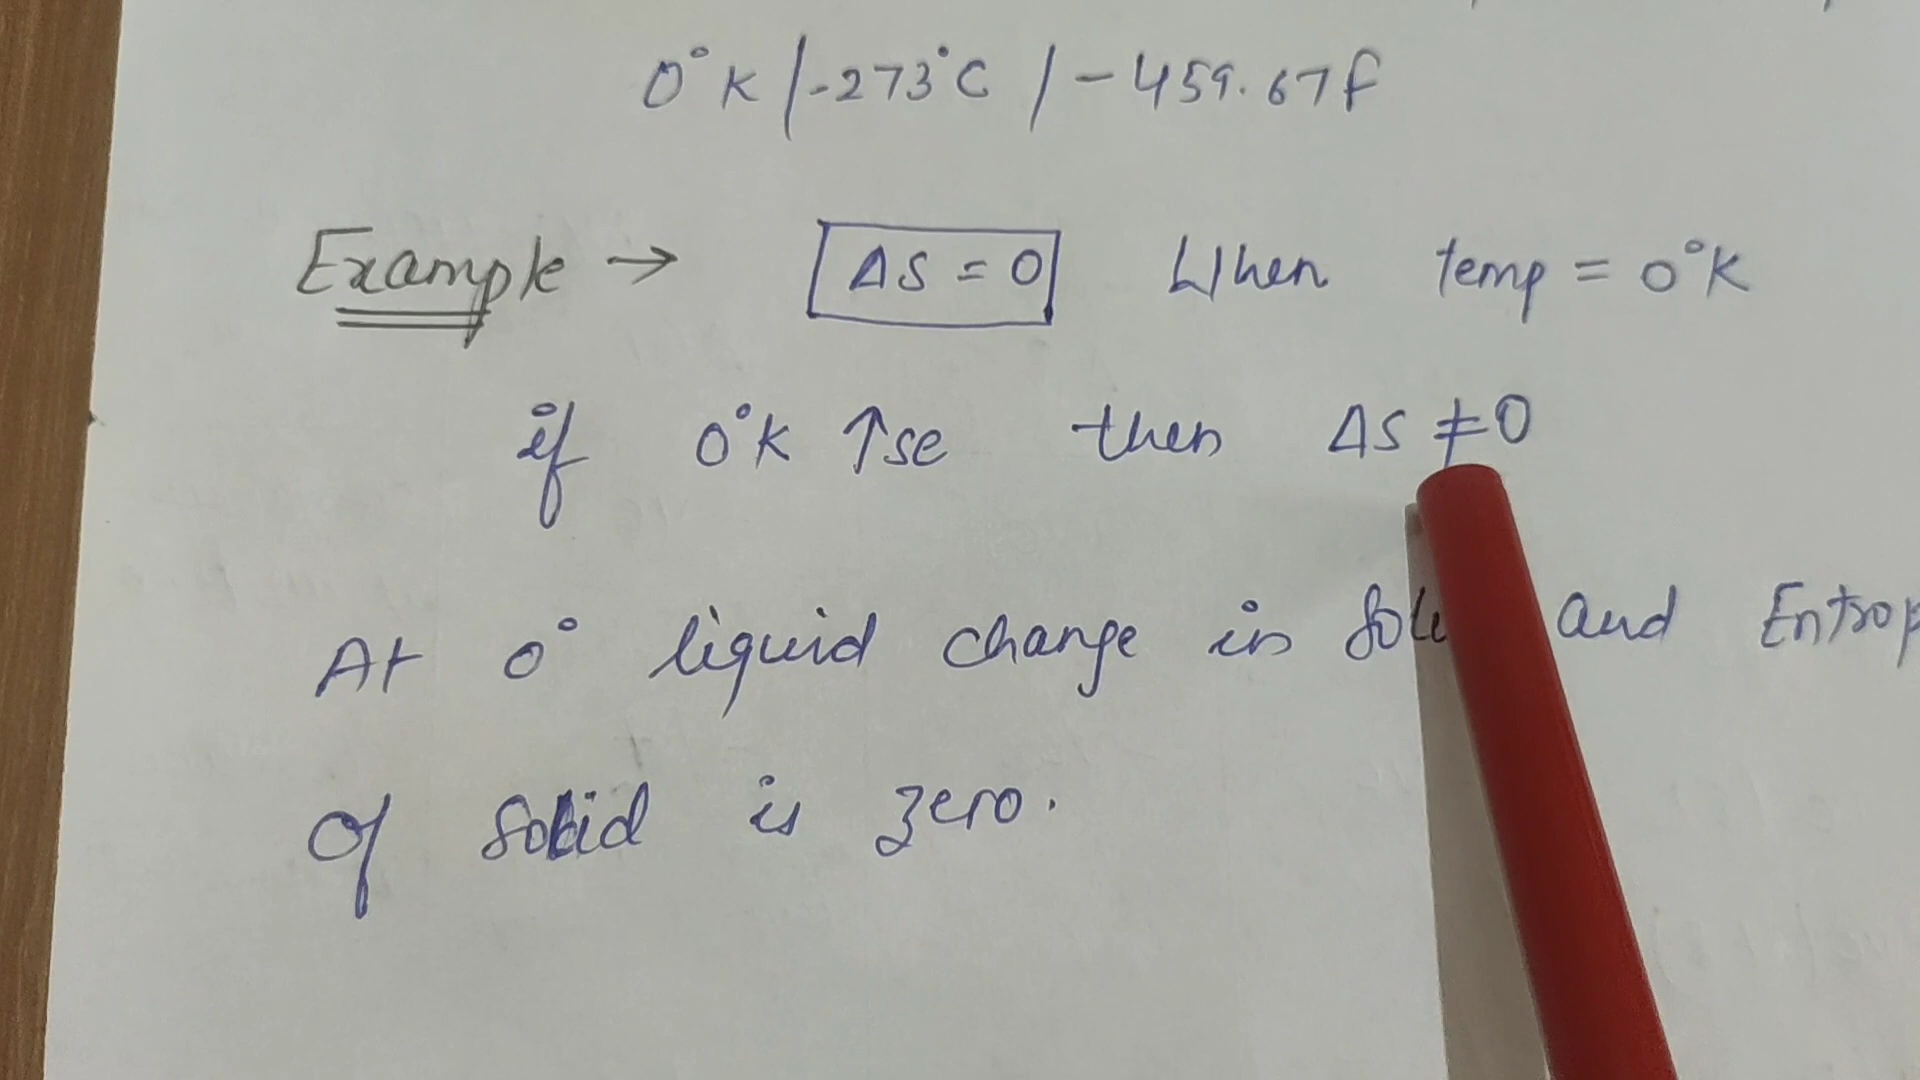 0°K / -273°C / -459.67f
Example → ΔS = 0 When temp = 0°K
if 0°K ↑se then ΔS ≠ 0
At 0° liquid change in and
of solid is zero.